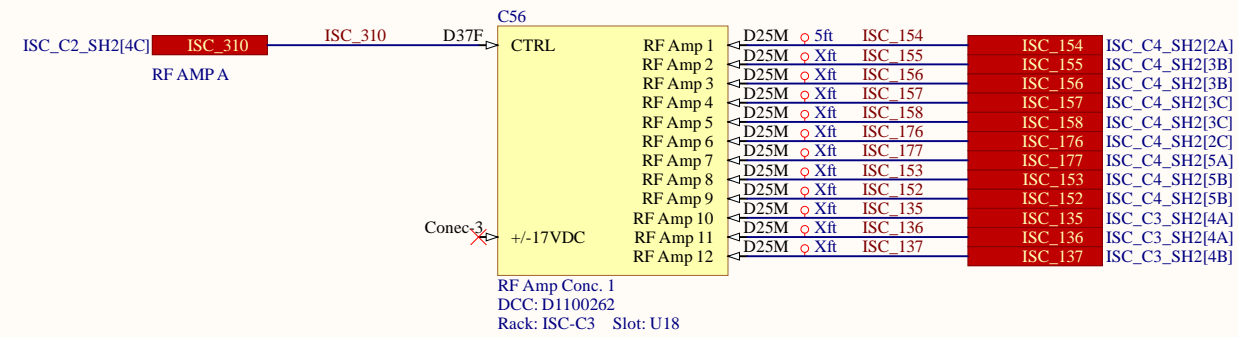 C56
ISC_C2_SH2[4C] ISC_310 ISC_310 D37F CTRL
RF AMP A
RF Amp 1 D25M 5ft ISC_154 ISC_154 ISC_C4_SH2[2A]
RF Amp 2 D25M Xft ISC_155 ISC_155 ISC_C4_SH2[3B]
RF Amp 3 D25M Xft ISC_156 ISC_156 ISC_C4_SH2[3B]
RF Amp 4 D25M Xft ISC_157 ISC_157 ISC_C4_SH2[3C]
RF Amp 5 D25M Xft ISC_158 ISC_158 ISC_C4_SH2[3C]
RF Amp 6 D25M Xft ISC_176 ISC_176 ISC_C4_SH2[2C]
RF Amp 7 D25M Xft ISC_177 ISC_177 ISC_C4_SH2[5A]
RF Amp 8 D25M Xft ISC_153 ISC_153 ISC_C4_SH2[5B]
RF Amp 9 D25M Xft ISC_152 ISC_152 ISC_C4_SH2[5B]
RF Amp 10 D25M Xft ISC_135 ISC_135 ISC_C3_SH2[4A]
Conec-3 +/-17VDC RF Amp 11 D25M Xft ISC_136 ISC_136 ISC_C3_SH2[4A]
RF Amp 12 D25M Xft ISC_137 ISC_137 ISC_C3_SH2[4B]
RF Amp Conc. 1
DCC: D1100262
Rack: ISC-C3 Slot: U18